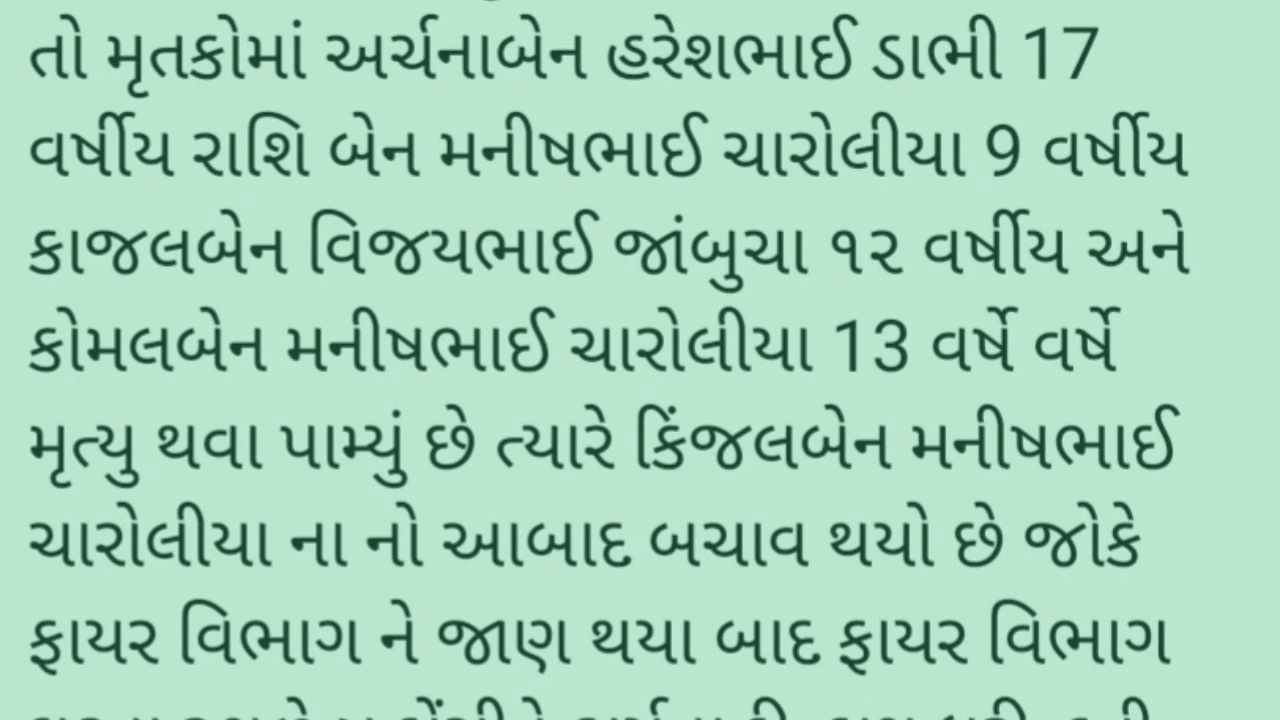 તો મૃતકોમાં અર્ચનાબેન હરેશભાઈ ડાભી 17
વર્ષીય રાશિ બેન મનીષભાઈ ચારોલીયા 9 વર્ષીય
કાજલબેન વિજયભાઈ જાંબુચા ૧૨ વર્ષીય અને
કોમલબેન મનીષભાઈ ચારોલીયા 13 વર્ષે વર્ષે
મૃત્યુ થવા પામ્યું છે ત્યારે કિંજલબેન મનીષભાઈ
ચારોલીયા ના નો આબાદ બચાવ થયો છે જોકે
ફાયર વિભાગ ને જાણ થયા બાદ ફાયર વિભાગ